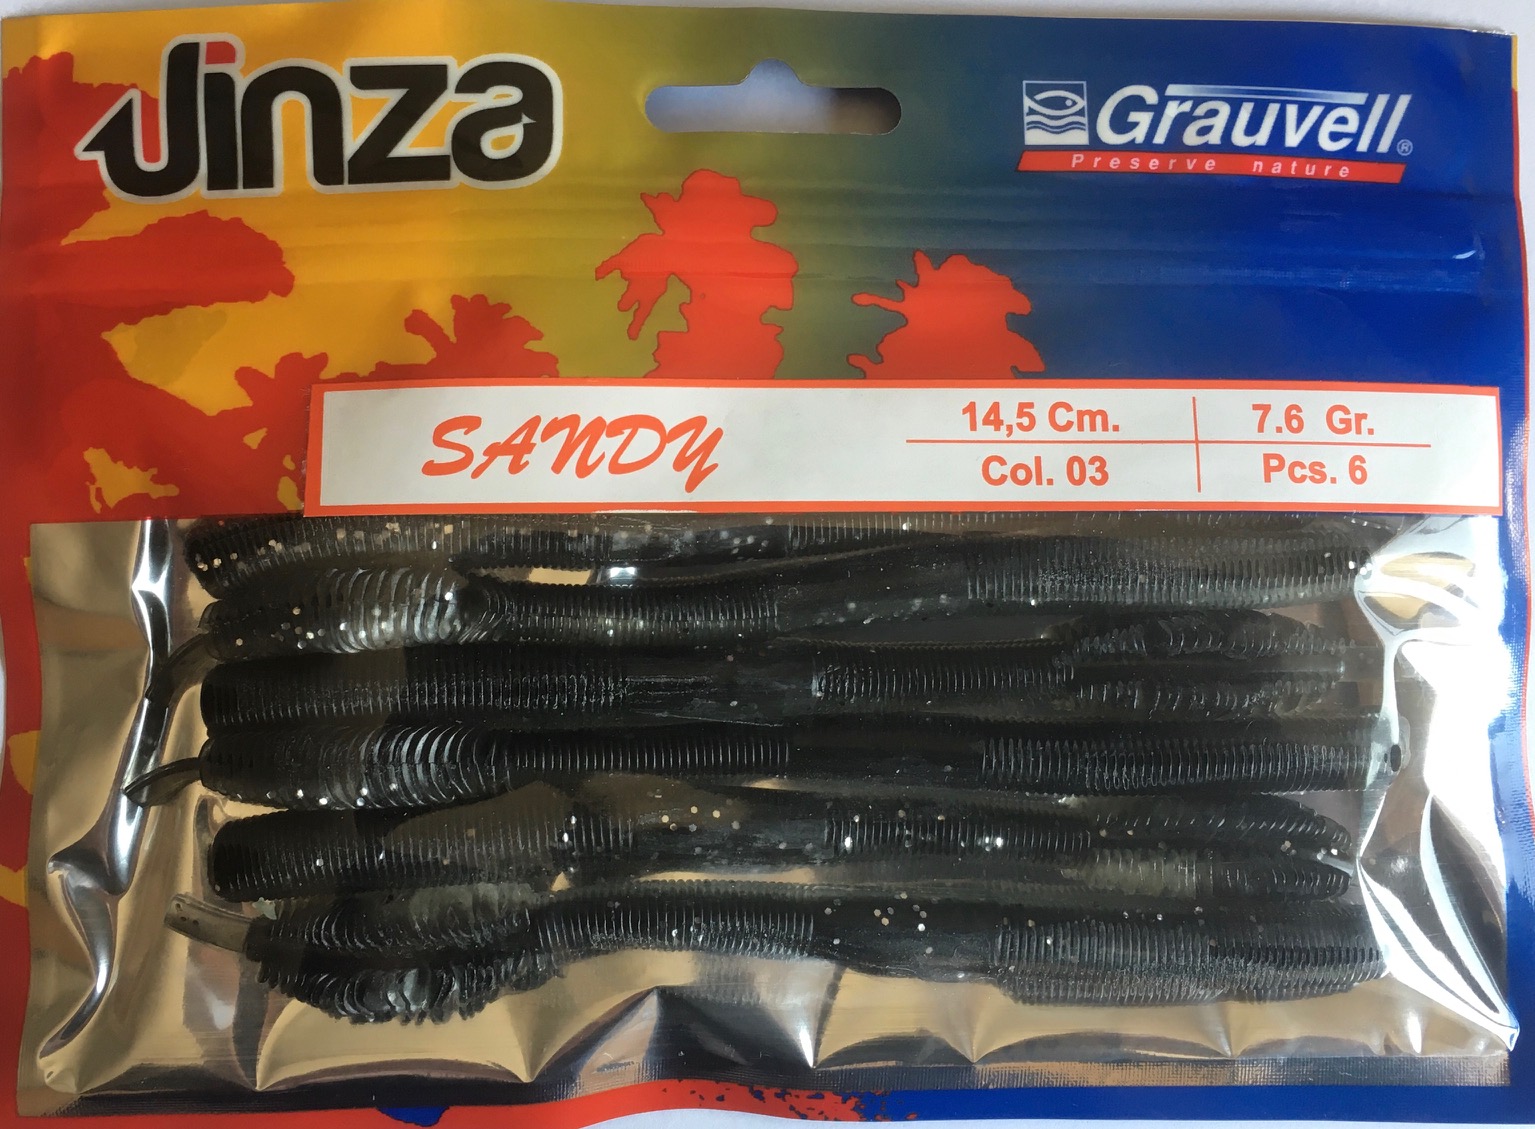 Jinza
Grauvell®
Preserve nature
SANDY
14,5 Cm.
7.6 Gr.
Col. 03
Pcs. 6